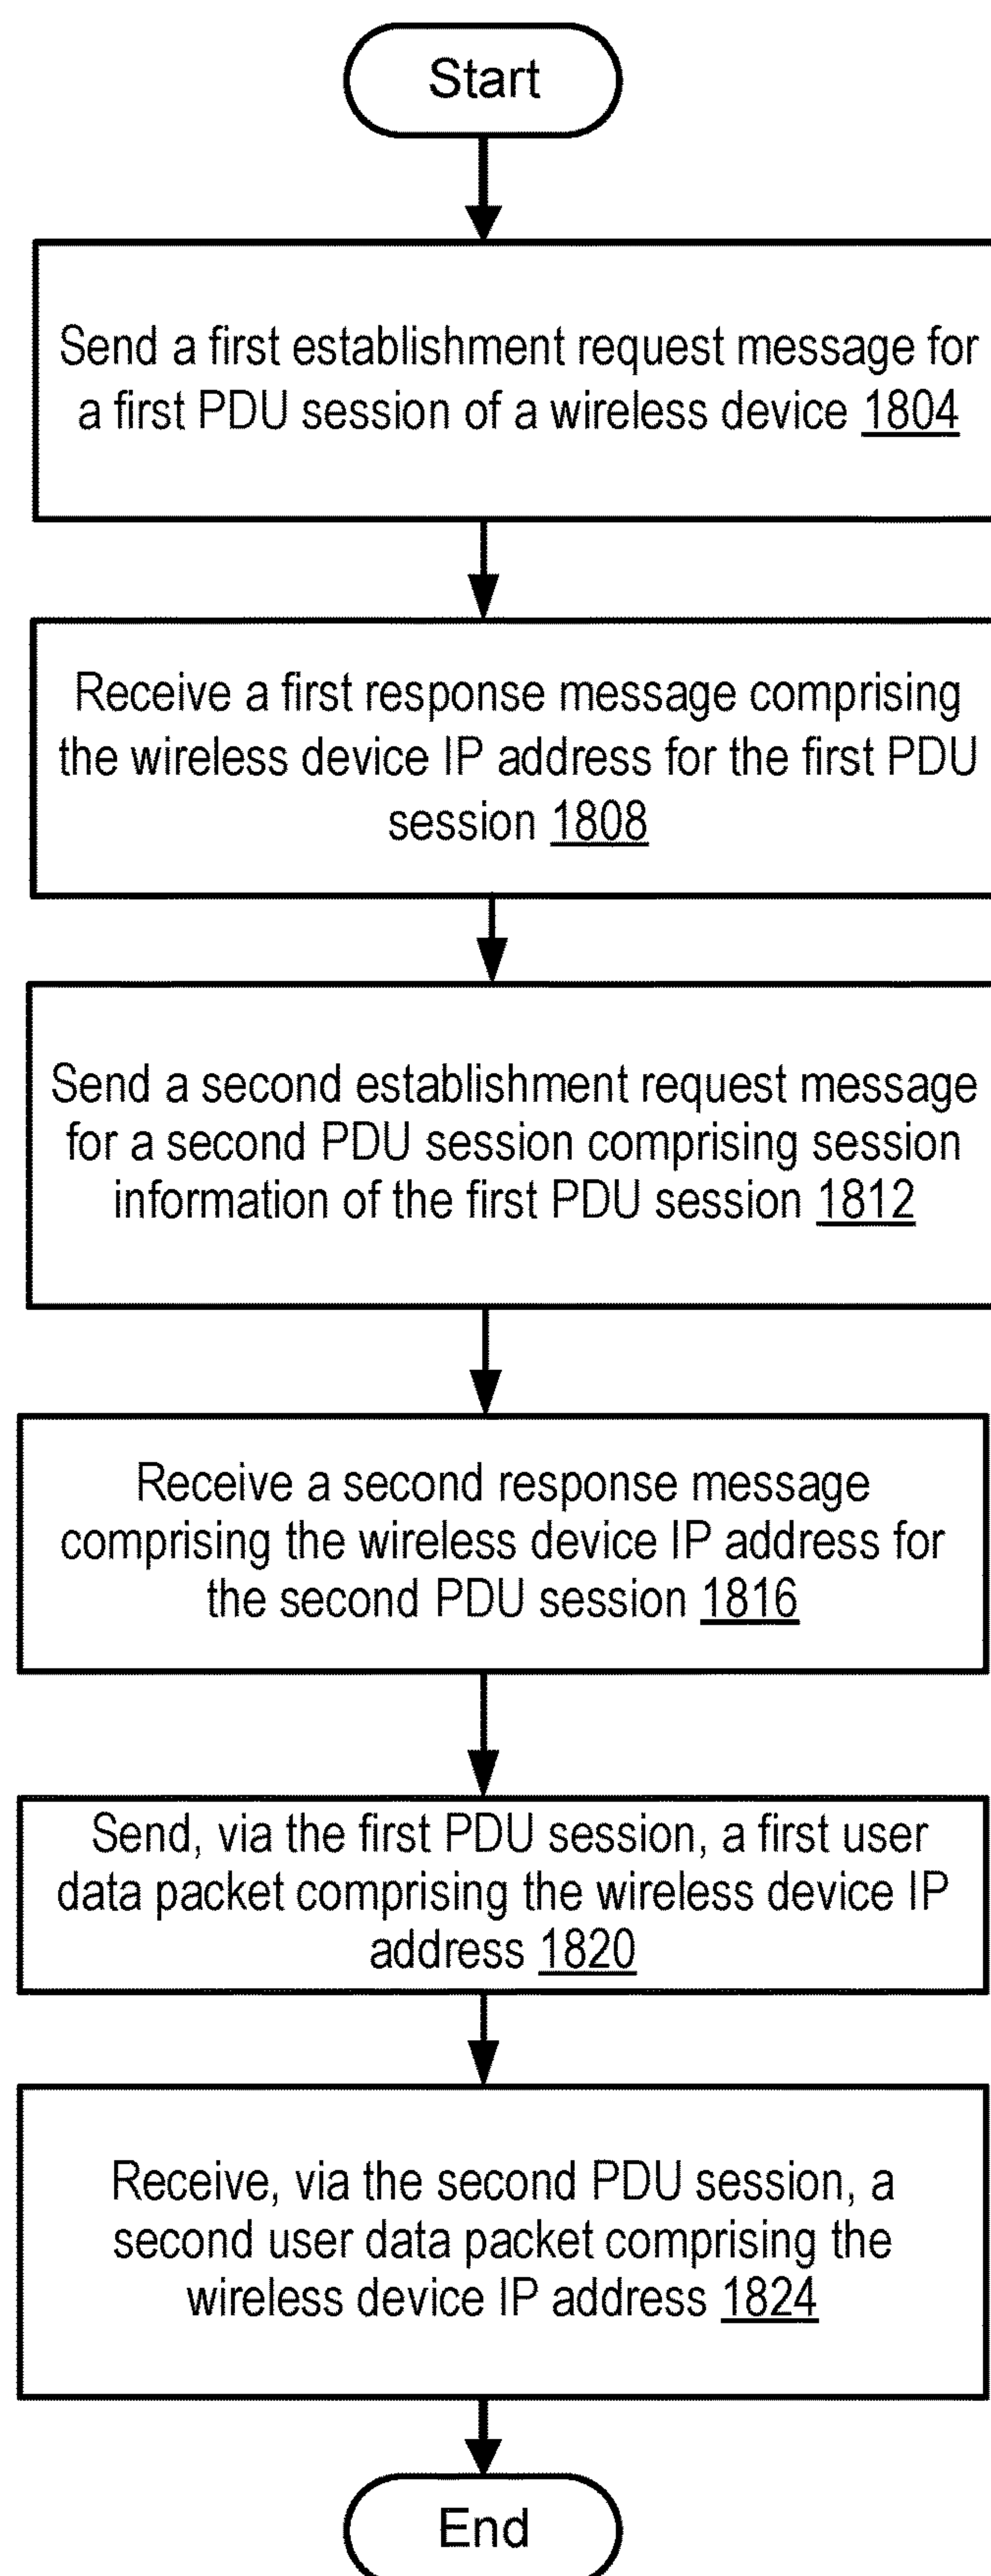 Start
Send a first establishment request message for
a first PDU session of a wireless device 1804
Receive a first response message comprising
the wireless device IP address for the first PDU
session 1808
Send a second establishment request message
for a second PDU session comprising session
information of the first PDU session 1812
Receive a second response message
comprising the wireless device IP address for
the second PDU session 1816
Send, via the first PDU session, a first user
data packet comprising the wireless device IP
address 1820
Receive, via the second PDU session, a
second user data packet comprising the
wireless device IP address 1824
End